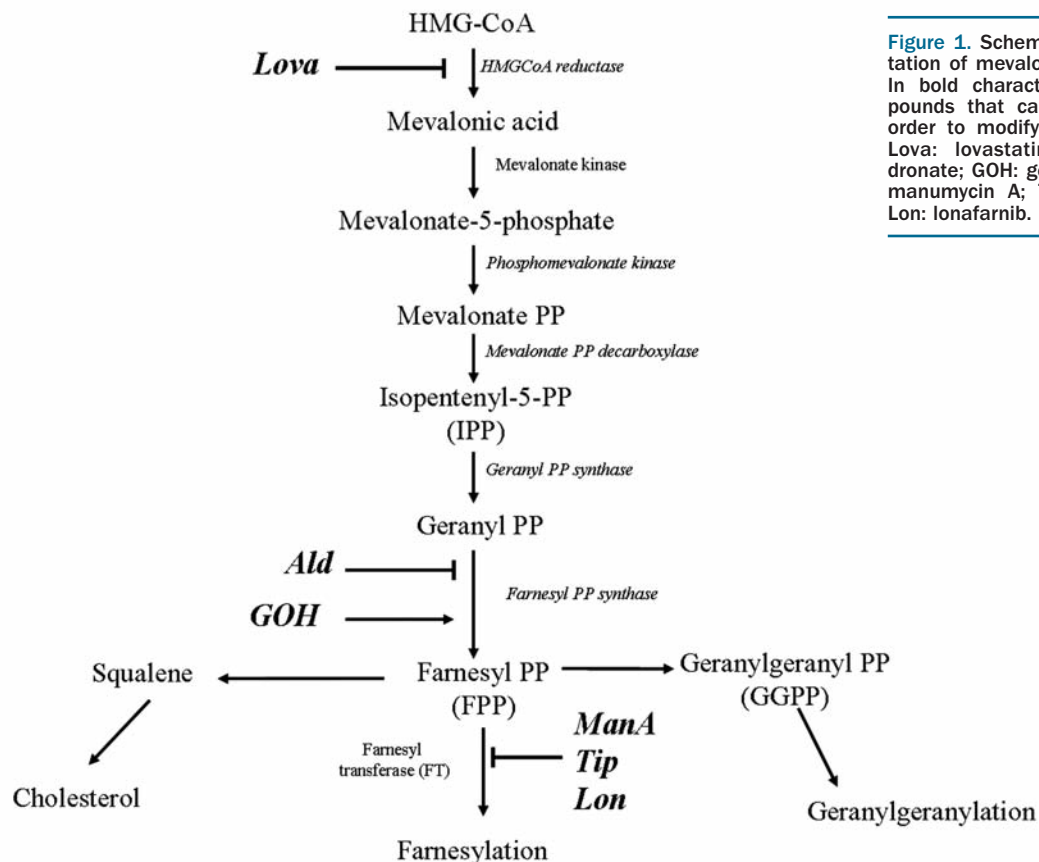 HMG-CoA
Lova
HMGCoA reductase
Mevalonic acid
Mevalonate kinase
Mevalonate-5-phosphate
Phosphomevalonate kinase
Mevalonate PP
Mevalonate PP decarboxylase
Isopentenyl-5-PP
(IPP)
Geranyl PP synthase
Geranyl PP
Ald
Farnesyl PP synthase
GOH
Squalene
Farnesyl PP
(FPP)
Geranylgeranyl PP
(GGPP)
Farnesyl
transferase (FT)
ManA
Tip
Lon
Cholesterol
Geranylgeranylation
Farnesylation
Figure 1. Schem
tation of mevalo
In bold charact
pounds that ca
order to modify
Lova: lovastatin
dronate; GOH: ge
manumycin A;
Lon: lonafarnib.